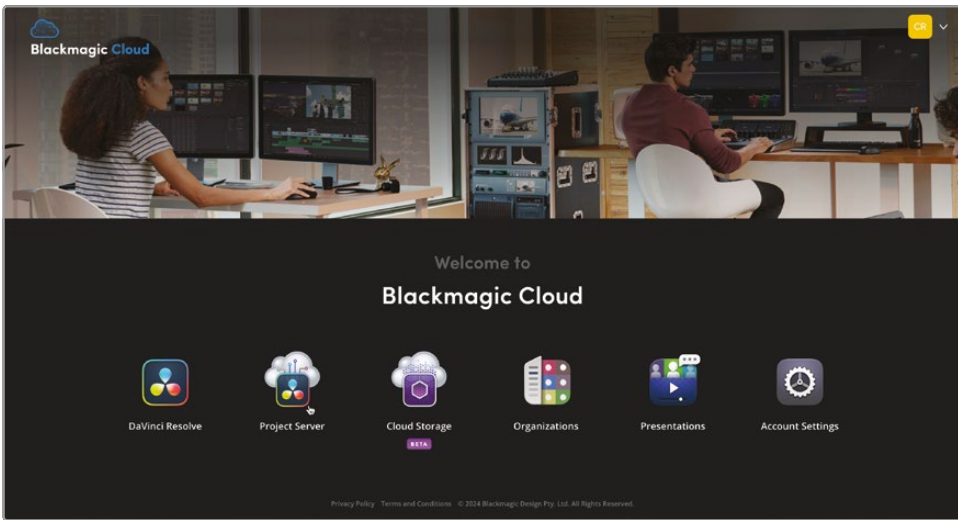 Blackmagic Cloud
CR
Welcome to
Blackmagic Cloud
DaVinci Resolve
Project Server
Cloud Storage
Organizations
Presentations
Account Settings
BETA
Privacy Policy Terms and Conditions © 2024 Blackmagic Design Pty. Ltd. All Rights Reserved.